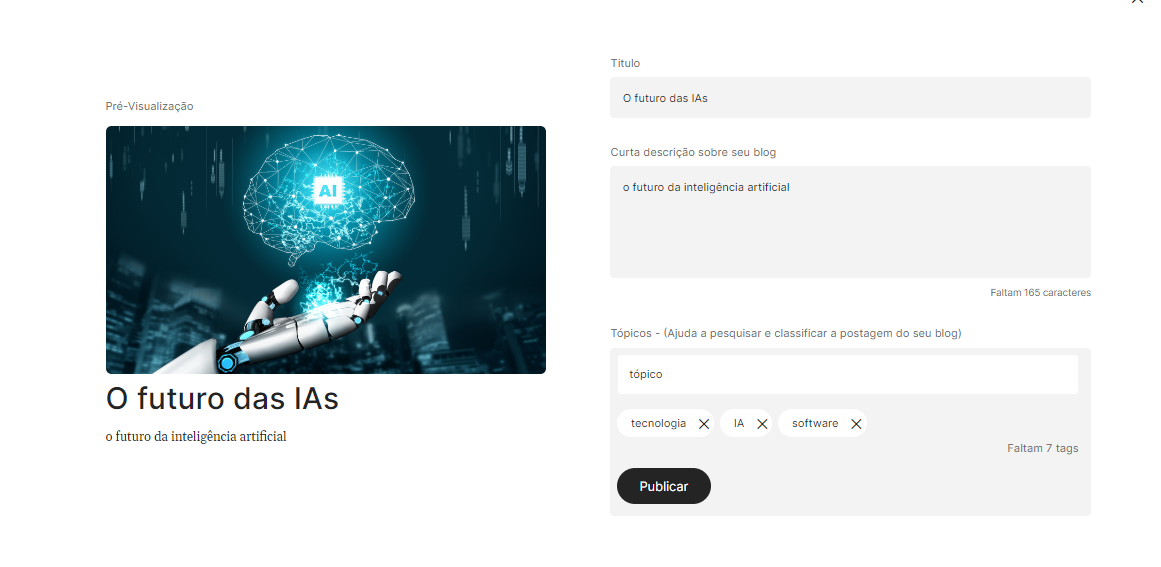 Pré-Visualização
AI
O futuro das IAs
o futuro da inteligência artificial
Titulo
O futuro das IAs
Curta descrição sobre seu blog
o futuro da inteligência artificial
Faltam 165 caracteres
Tópicos - (Ajuda a pesquisar e classificar a postagem do seu blog)
tópico
tecnologia IA software
Faltam 7 tags
Publicar